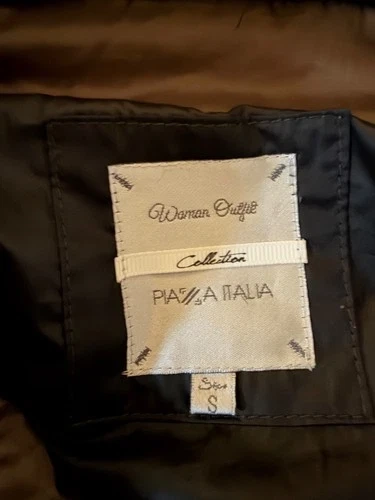 Woman Outfit
Collection
PIAZZA ITALIA
Size
S